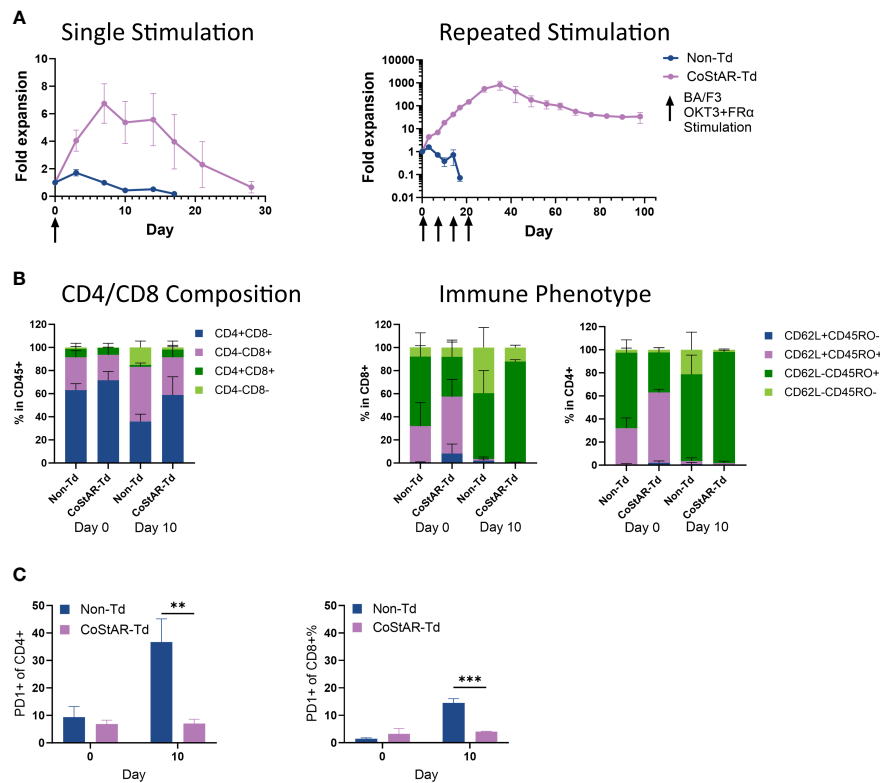 A
Single Stimulation
Repeated Stimulation
Fold expansion
10
8
6
4
2
0
0 10 20 30
Day
Fold expansion
10000
1000
100
10
1
0.1
0.01
0 20 40 60 80 100
Day
Non-Td
CoStAR-Td
BA/F3
OKT3+FRα
Stimulation
B
CD4/CD8 Composition
Immune Phenotype
% in CD45+
120
100
80
60
40
20
0
Non-Td CoStAR-Td Non-Td CoStAR-Td
Day 0 Day 10
CD4+CD8-
CD4-CD8+
CD4+CD8+
CD4-CD8-
% in CD8+
120
100
80
60
40
20
0
Non-Td CoStAR-Td Non-Td CoStAR-Td
Day 0 Day 10
% in CD4+
120
100
80
60
40
20
0
Non-Td CoStAR-Td Non-Td CoStAR-Td
Day 0 Day 10
CD62L+CD45RO-
CD62L+CD45RO+
CD62L-CD45RO+
CD62L-CD45RO-
C
PD1+ of CD4+
50
40
30
20
10
0
Non-Td
CoStAR-Td
**
0 10
Day
PD1+ of CD8+%
50
40
30
20
10
0
Non-Td
CoStAR-Td
***
0 10
Day